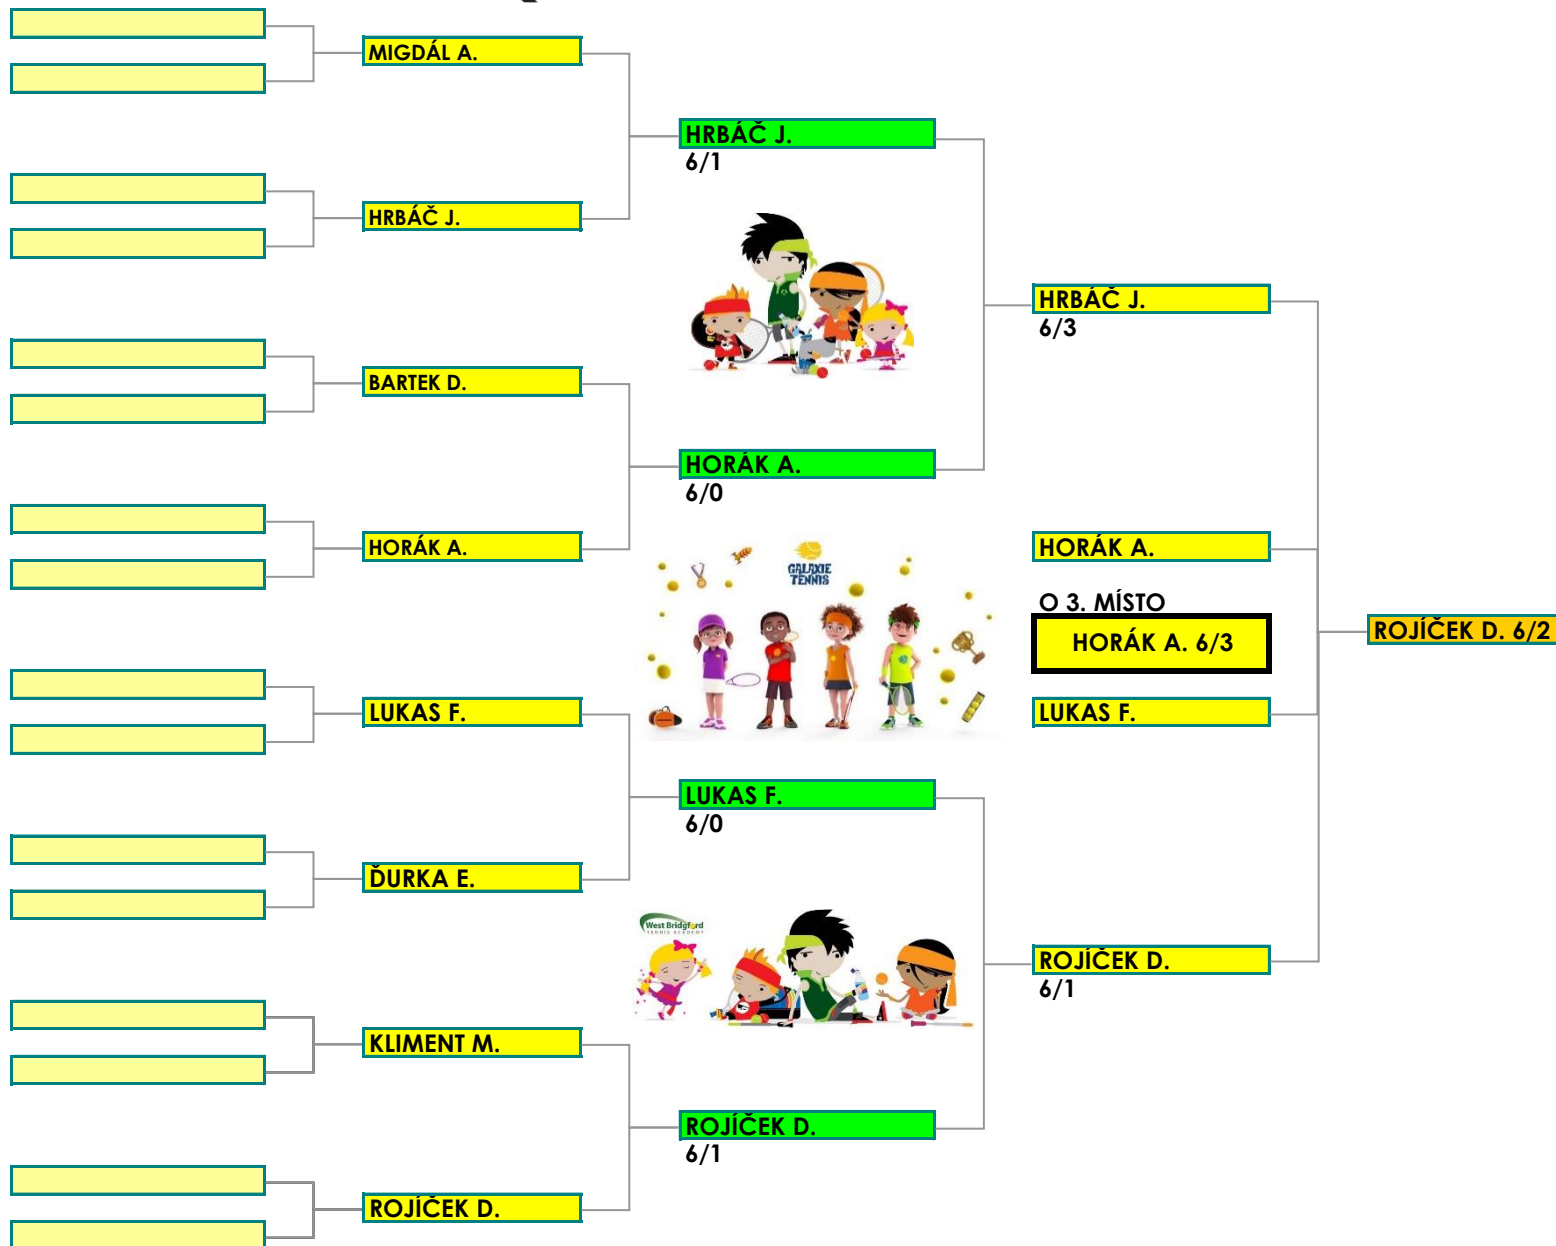 MIGDÁL A.
HRBÁČ J.
6/1
HRBÁČ J.
HRBÁČ J.
6/3
BARTEK D.
HORÁK A.
6/0
HORÁK A.
HORÁK A.
GALAXIE
TENNIS
O 3. MÍSTO
HORÁK A. 6/3
ROJÍČEK D. 6/2
LUKAS F.
LUKAS F.
LUKAS F.
6/0
ĎURKA E.
West Bridgford
TENNIS ACADEMY
ROJÍČEK D.
6/1
KLIMENT M.
ROJÍČEK D.
6/1
ROJÍČEK D.